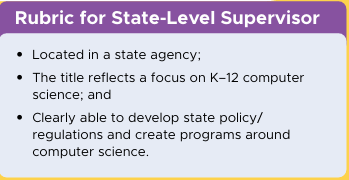 Rubric for State-Level Supervisor
• Located in a state agency;
• The title reflects a focus on K–12 computer
science; and
• Clearly able to develop state policy/
regulations and create programs around
computer science.